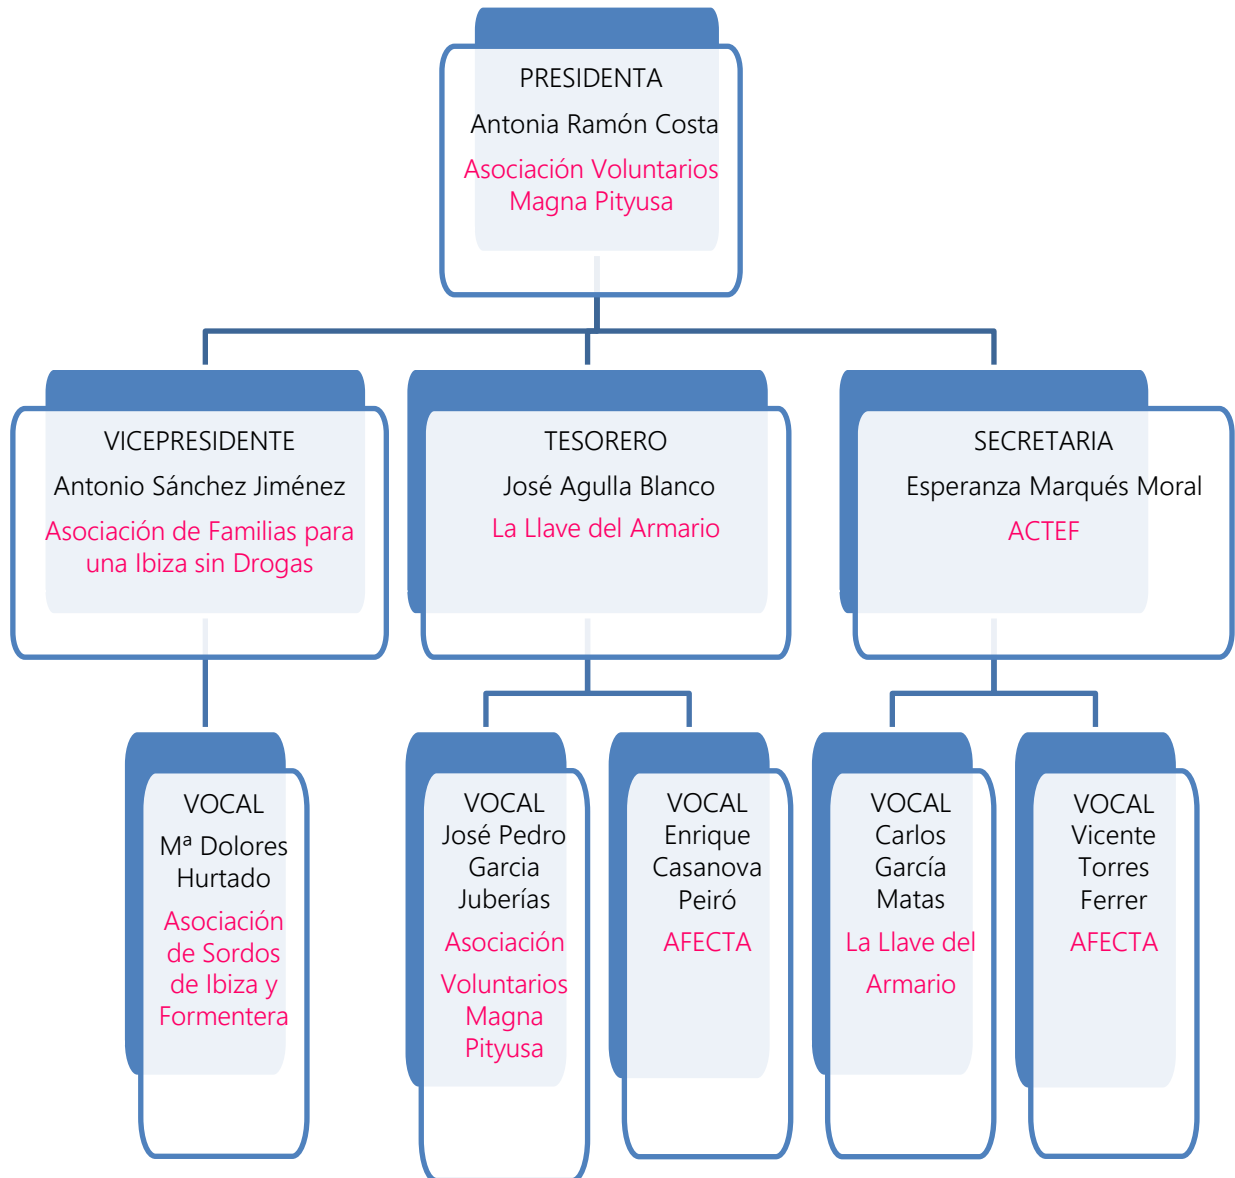 PRESIDENTA
Antonia Ramón Costa
Asociación Voluntarios
Magna Pityusa
VICEPRESIDENTE
Antonio Sánchez Jiménez
Asociación de Familias para
una Ibiza sin Drogas
TESORERO
José Agulla Blanco
La Llave del Armario
SECRETARIA
Esperanza Marqués Moral
ACTEF
VOCAL
Mª Dolores
Hurtado
Asociación
de Sordos
de Ibiza y
Formentera
VOCAL
José Pedro
Garcia
Juberías
Asociación
Voluntarios
Magna
Pityusa
VOCAL
Enrique
Casanova
Peiró
AFECTA
VOCAL
Carlos
García
Matas
La Llave del
Armario
VOCAL
Vicente
Torres
Ferrer
AFECTA